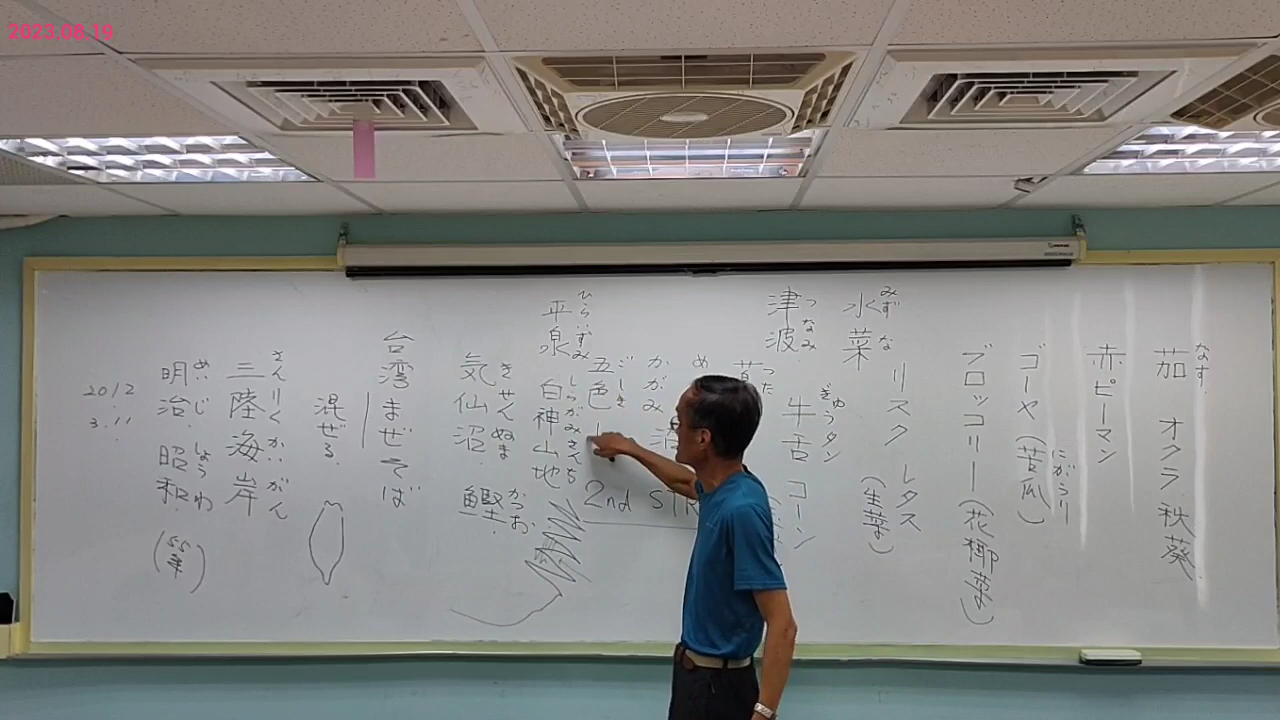 2023.08.19
茄 オクラ 秋葵
なす
赤ピーマン
ゴーヤ(苦瓜)
にがうり
ブロッコリー(花椰菜)
水菜
みずな
リスク レタス
(生菜)
津波
つなみ
牛舌 コーン
ぎゅうタン
つた
め
沼
かがみ
五色
ごしき
2nd STR
平泉 白神山地
ひらいずみ しらかみさんち
気仙沼. 鰹.
きせんぬま かつお
台湾まぜそば
混ぜる.
三陸海岸
さんりくかいがん
明治. 昭和. (55年)
めいじ しょうわ
2012
3.11